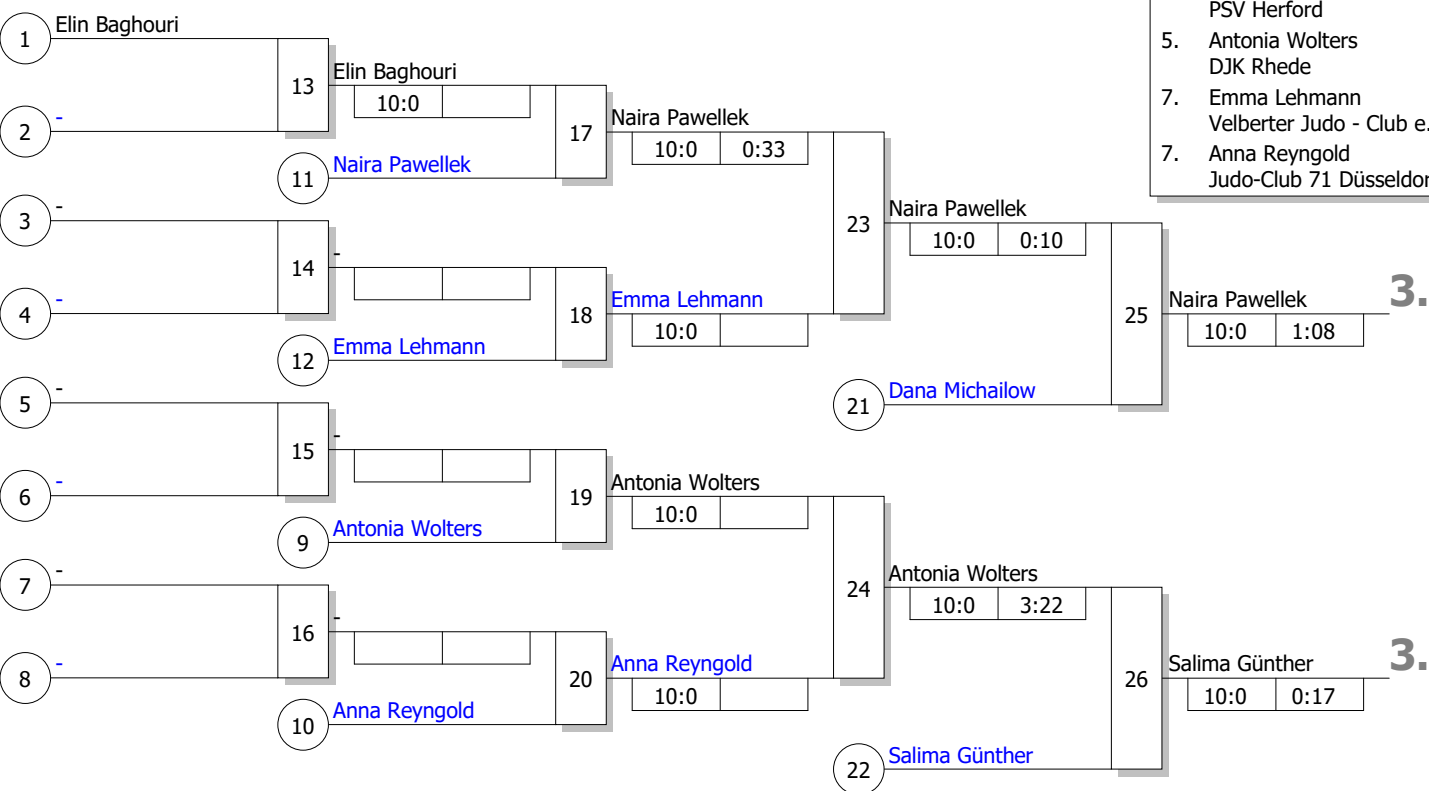 PSV Herford
5. Antonia Wolters
DJK Rhede
7. Emma Lehmann
Velberter Judo - Club e.
7. Anna Reyngold
Judo-Club 71 Düsseldor
1 Elin Baghouri
13 Elin Baghouri
10:0
2 -
17 Naira Pawellek
10:0 0:33
11 Naira Pawellek
3 -
23 Naira Pawellek
10:0 0:10
14 -
4 -
18 Emma Lehmann
10:0
12 Emma Lehmann
25 Naira Pawellek 3.
10:0 1:08
5 -
21 Dana Michailow
15 -
6 -
19 Antonia Wolters
10:0
9 Antonia Wolters
7 -
24 Antonia Wolters
10:0 3:22
16 -
8 -
20 Anna Reyngold
10:0
10 Anna Reyngold
26 Salima Günther 3.
10:0 0:17
22 Salima Günther